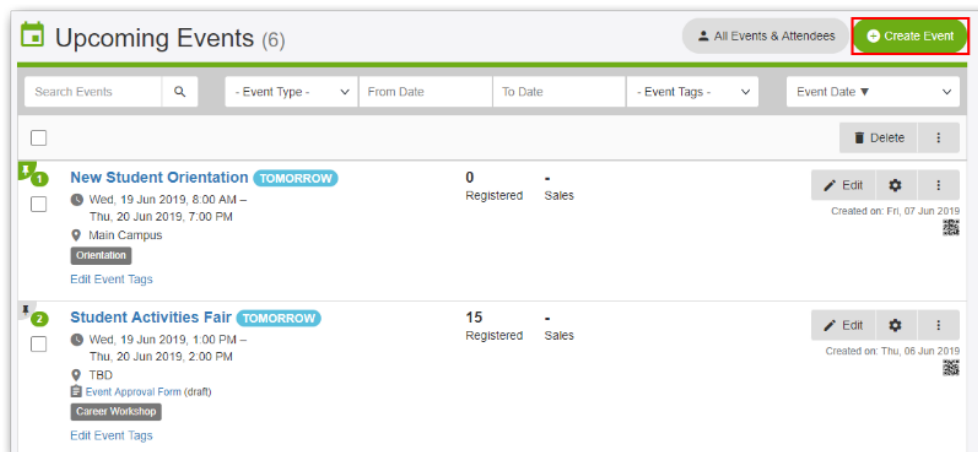 Upcoming Events (6)
All Events & Attendees
Create Event
Search Events
- Event Type -
From Date
To Date
- Event Tags -
Event Date ▼
Delete
1
New Student Orientation TOMORROW
0
Registered
-
Sales
Edit
Wed, 19 Jun 2019, 8:00 AM –
Thu, 20 Jun 2019, 7:00 PM
Created on: Fri, 07 Jun 2019
Main Campus
Orientation
Edit Event Tags
2
Student Activities Fair TOMORROW
15
Registered
-
Sales
Edit
Wed, 19 Jun 2019, 1:00 PM –
Thu, 20 Jun 2019, 2:00 PM
Created on: Thu, 06 Jun 2019
TBD
Event Approval Form (draft)
Career Workshop
Edit Event Tags